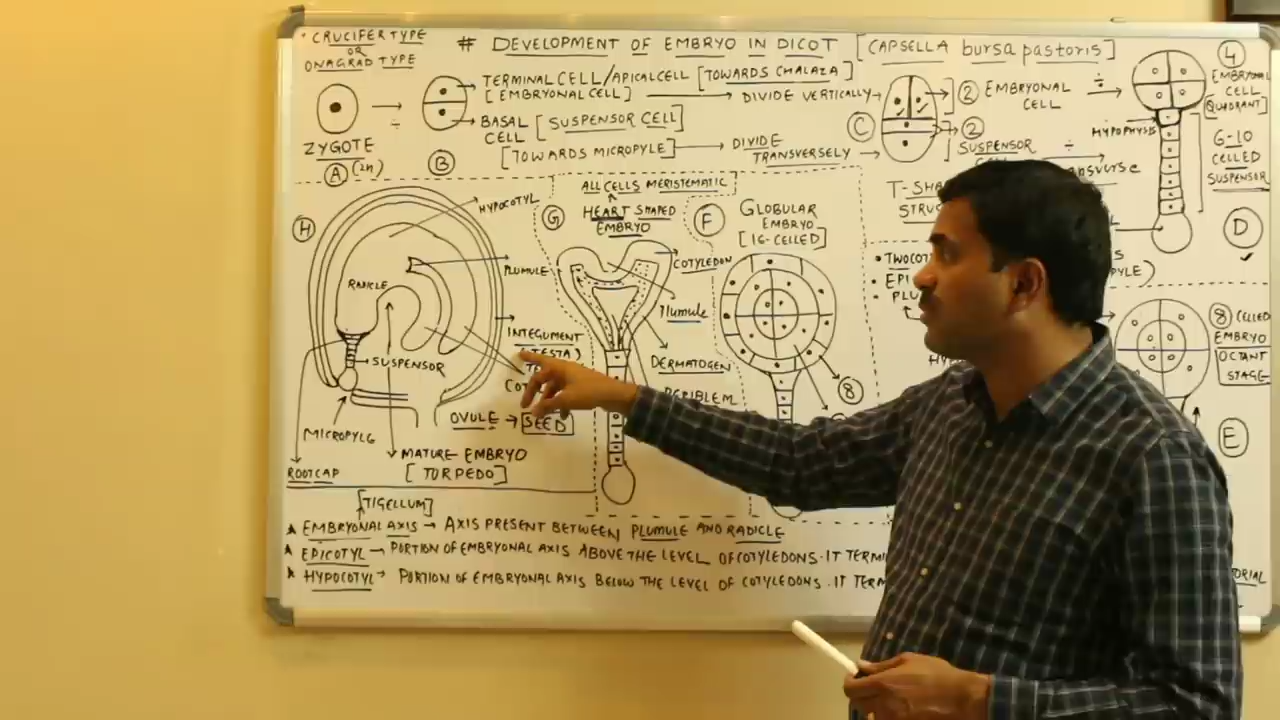 * CRUCIFER TYPE
OR
ONAGRAD TYPE
# DEVELOPMENT OF EMBRYO IN DICOT [CAPSELLA bursa pastoris]
TERMINAL CELL/APICAL CELL [TOWARDS CHALAZA]
[EMBRYONAL CELL] → DIVIDE VERTICALLY →
BASAL CELL [SUSPENSOR CELL]
[TOWARDS MICROPYLE] → DIVIDE TRANSVERSELY →
÷
ZYGOTE
A (2n)
B
C
2 EMBRYONAL CELL ÷
2 SUSPENSOR
÷
4
EMBRYONAL
CELL
[QUADRANT]
HYPOPHYSIS
6-10
CELLED
SUSPENSOR
D
H
HYPOCOTYL
PLUMULE
RADICLE
INTEGUMENT
(TESTA)
SUSPENSOR
OVULE → SEED
MICROPYLG
MATURE EMBRYO
[TORPEDO]
ROOTCAP
ALL CELLS MERISTEMATIC
G
HEART SHAPED
EMBRYO
COTYLEDON
PLUMULE
DERMATOGEN
PERIBLEM
F
GLOBULAR
EMBRYO
[16-CELLED]
8
T-SHA
STRUC
• TWOCOT
• EPI
• PLU
8 CELLED
EMBRYO
OCTANT
STAGE
E
[TIGELLUM]
* EMBRYONAL AXIS → AXIS PRESENT BETWEEN PLUMULE AND RADICLE
* EPICOTYL → PORTION OF EMBRYONAL AXIS ABOVE THE LEVEL OF COTYLEDONS. IT TERMI
* HYPOCOTYL → PORTION OF EMBRYONAL AXIS BELOW THE LEVEL OF COTYLEDONS. IT TERM